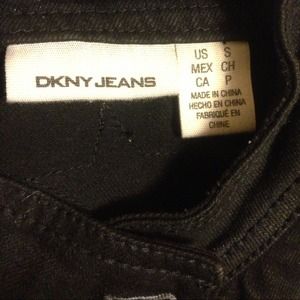 DKNY JEANS
US S
MEX CH
CA P
MADE IN CHINA
HECHO EN CHINA
FABRIQUÉ EN
CHINE